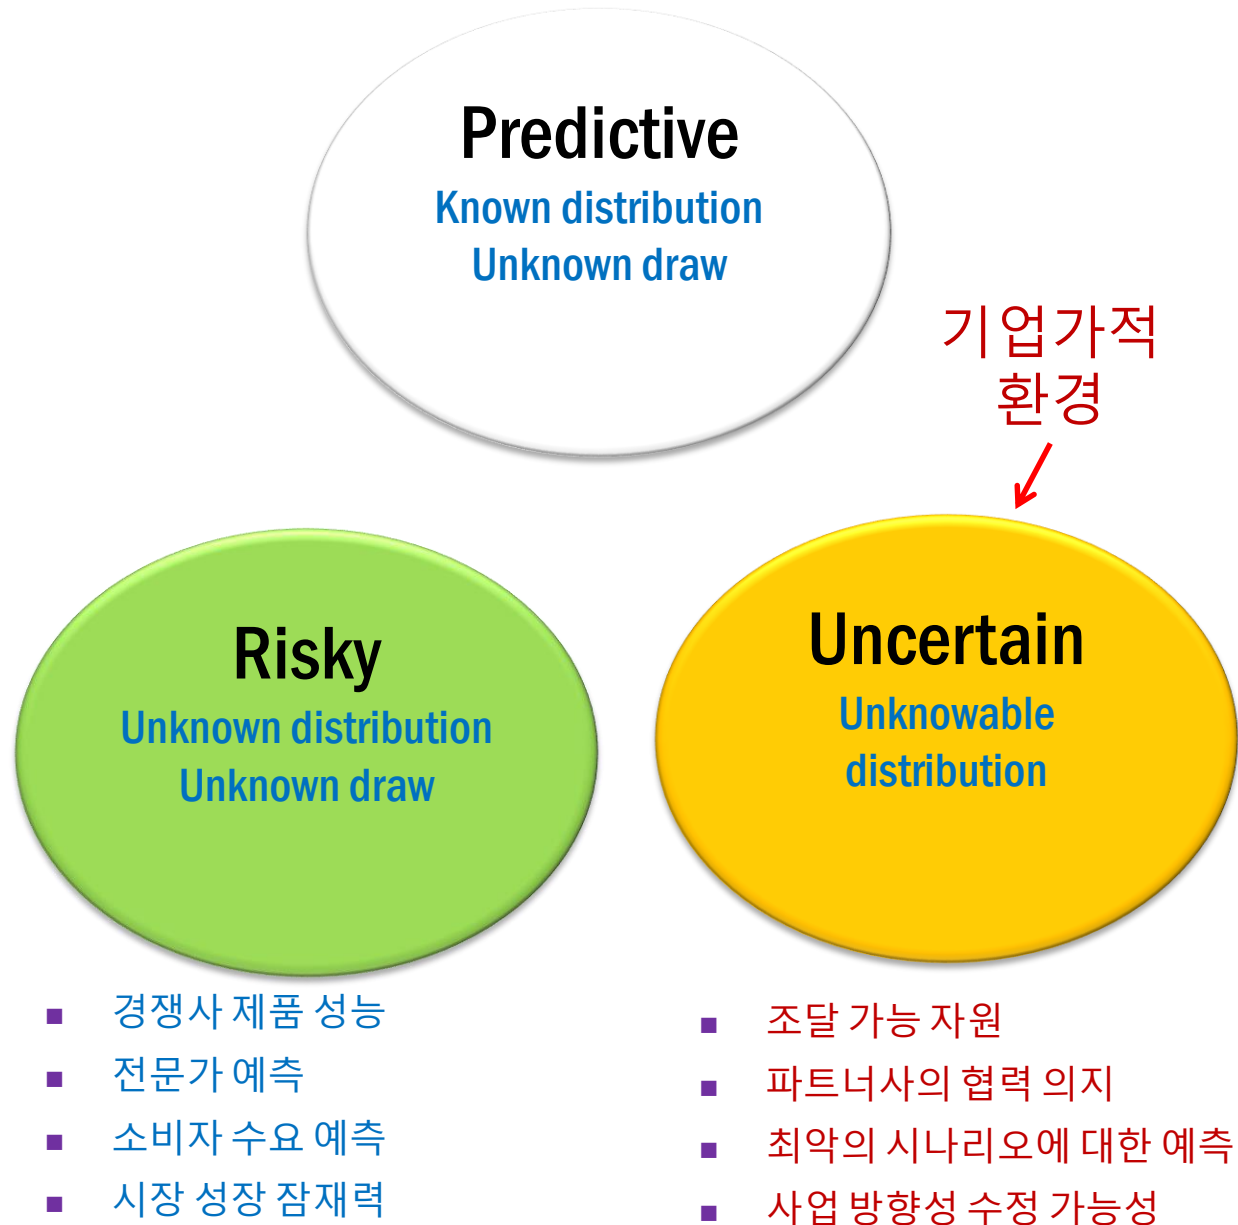 Predictive
Known distribution
Unknown draw
기업가적
환경
Risky
Unknown distribution
Unknown draw
Uncertain
Unknowable
distribution
■ 경쟁사 제품 성능
■ 전문가 예측
■ 소비자 수요 예측
■ 시장 성장 잠재력
■ 조달 가능 자원
■ 파트너사의 협력 의지
■ 최악의 시나리오에 대한 예측
■ 사업 방향성 수정 가능성